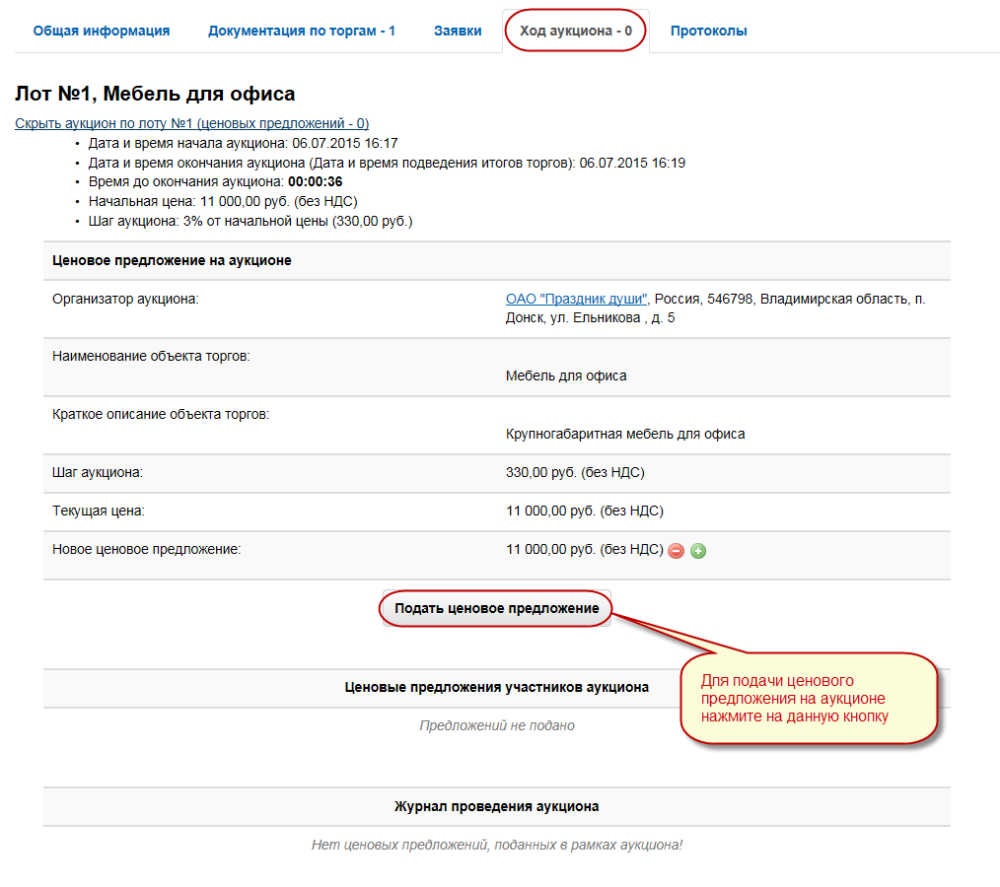 Общая информация Документация по торгам - 1 Заявки Ход аукциона - 0 Протоколы
Лот №1, Мебель для офиса
Скрыть аукцион по лоту №1 (ценовых предложений - 0)
• Дата и время начала аукциона: 06.07.2015 16:17
• Дата и время окончания аукциона (Дата и время подведения итогов торгов): 06.07.2015 16:19
• Время до окончания аукциона: 00:00:36
• Начальная цена: 11 000,00 руб. (без НДС)
• Шаг аукциона: 3% от начальной цены (330,00 руб.)
Ценовое предложение на аукционе
Организатор аукциона: ОАО "Праздник души", Россия, 546798, Владимирская область, п.
Донск, ул. Ельникова , д. 5
Наименование объекта торгов:
Мебель для офиса
Краткое описание объекта торгов:
Крупногабаритная мебель для офиса
Шаг аукциона: 330,00 руб. (без НДС)
Текущая цена: 11 000,00 руб. (без НДС)
Новое ценовое предложение: 11 000,00 руб. (без НДС)
Подать ценовое предложение
Для подачи ценового
предложения на аукционе
нажмите на данную кнопку
Ценовые предложения участников аукциона
Предложений не подано
Журнал проведения аукциона
Нет ценовых предложений, поданных в рамках аукциона!